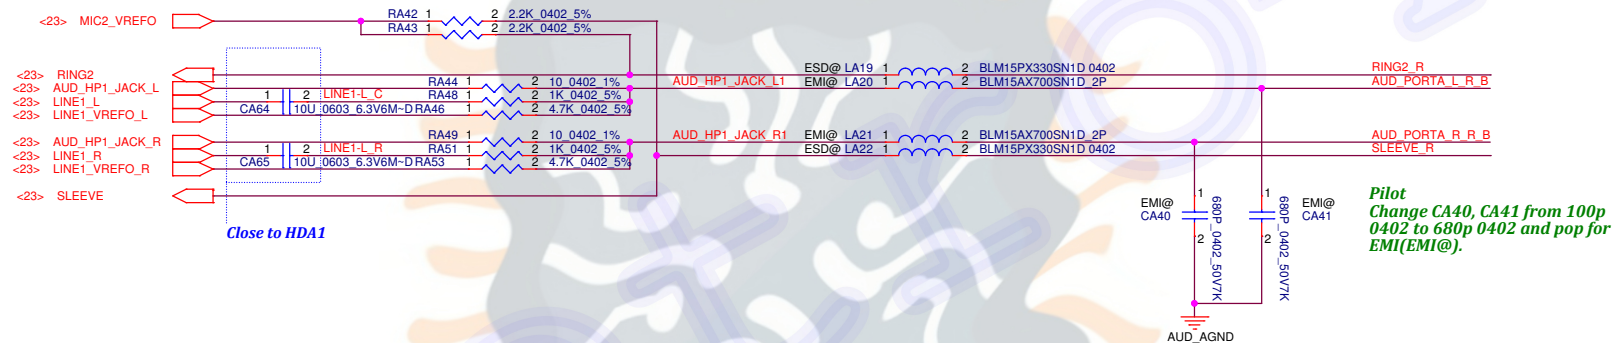 <23> MIC2_VREFO RA42 1 2 2.2K_0402_5%
RA43 1 2 2.2K_0402_5%
<23> RING2 ESD@ LA19 1 2 BLM15PX330SN1D 0402 RING2_R
<23> AUD_HP1_JACK_L RA44 1 2 10_0402_1% AUD_HP1_JACK_L1 EMI@ LA20 1 2 BLM15AX700SN1D_2P AUD_PORTA_L_R_B
<23> LINE1_L 1 2 LINE1-L_C RA48 1 2 1K_0402_5%
<23> LINE1_VREFO_L CA64 10U_0603_6.3V6M~D RA46 1 2 4.7K_0402_5%
<23> AUD_HP1_JACK_R RA49 1 2 10_0402_1% AUD_HP1_JACK_R1 EMI@ LA21 1 2 BLM15AX700SN1D_2P AUD_PORTA_R_R_B
<23> LINE1_R 1 2 LINE1-L_R RA51 1 2 1K_0402_5% ESD@ LA22 1 2 BLM15PX330SN1D 0402 SLEEVE_R
<23> LINE1_VREFO_R CA65 10U_0603_6.3V6M~D RA53 1 2 4.7K_0402_5%
<23> SLEEVE
Close to HDA1
EMI@
CA40
1
2
680P_0402_50V7K
1
2
680P_0402_50V7K
EMI@
CA41
AUD_AGND
Pilot
Change CA40, CA41 from 100p
0402 to 680p 0402 and pop for
EMI(EMI@).